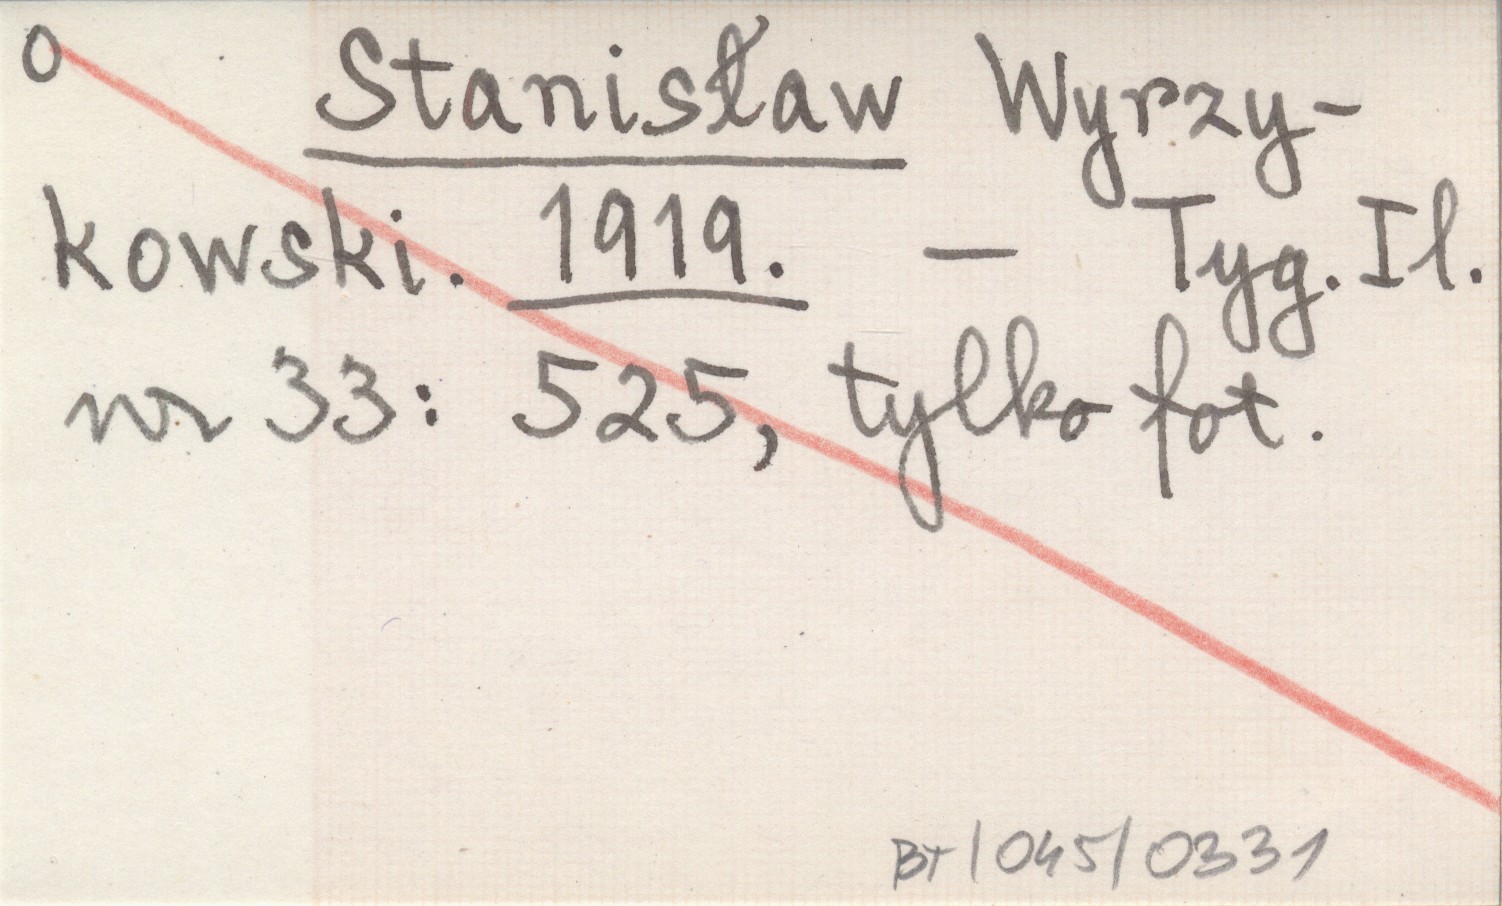 O Stanisław Wyrzy-
kowski. 1919. — Tyg. Il.
nr 33: 525, tylko fot.
BT/045/0331